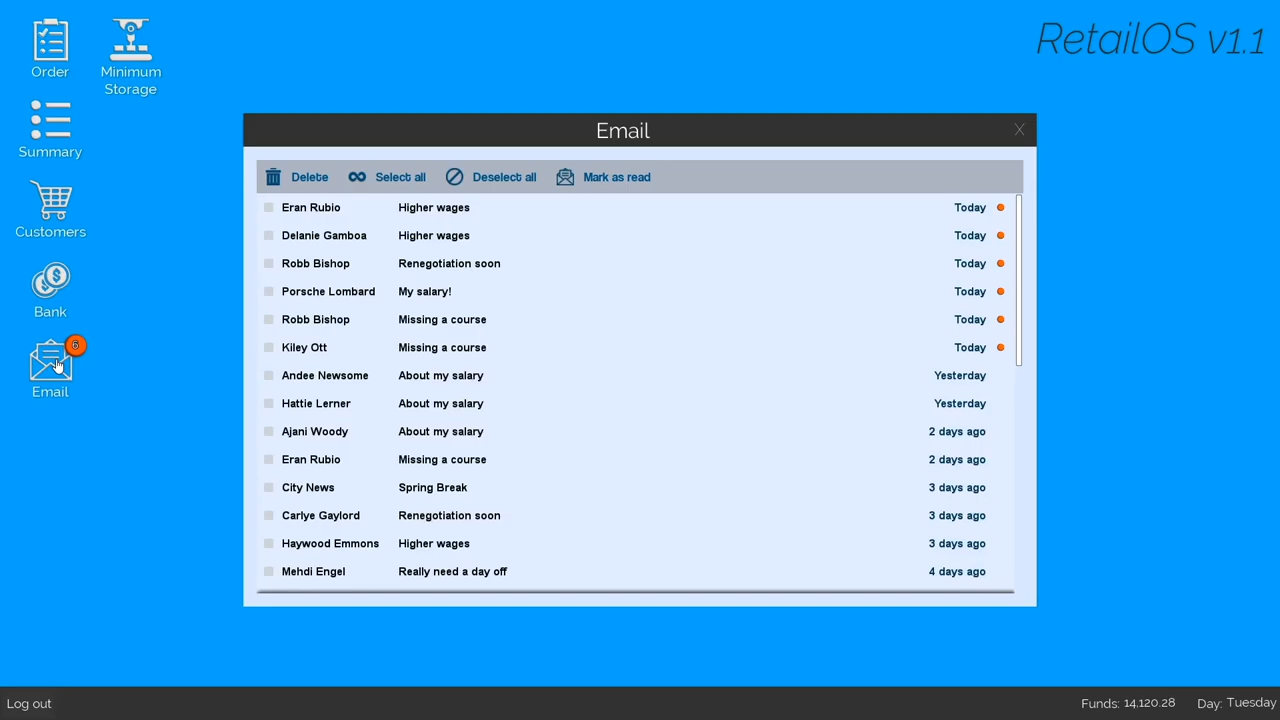 RetailOS v1.1
Order
Minimum
Storage
Summary
Customers
Bank
6
Email
Email
X
Delete Select all Deselect all Mark as read
Eran Rubio Higher wages Today
Delanie Gamboa Higher wages Today
Robb Bishop Renegotiation soon Today
Porsche Lombard My salary! Today
Robb Bishop Missing a course Today
Kiley Ott Missing a course Today
Andee Newsome About my salary Yesterday
Hattie Lerner About my salary Yesterday
Ajani Woody About my salary 2 days ago
Eran Rubio Missing a course 2 days ago
City News Spring Break 3 days ago
Carlye Gaylord Renegotiation soon 3 days ago
Haywood Emmons Higher wages 3 days ago
Mehdi Engel Really need a day off 4 days ago
Log out
Funds: 14,120.28 Day: Tuesday